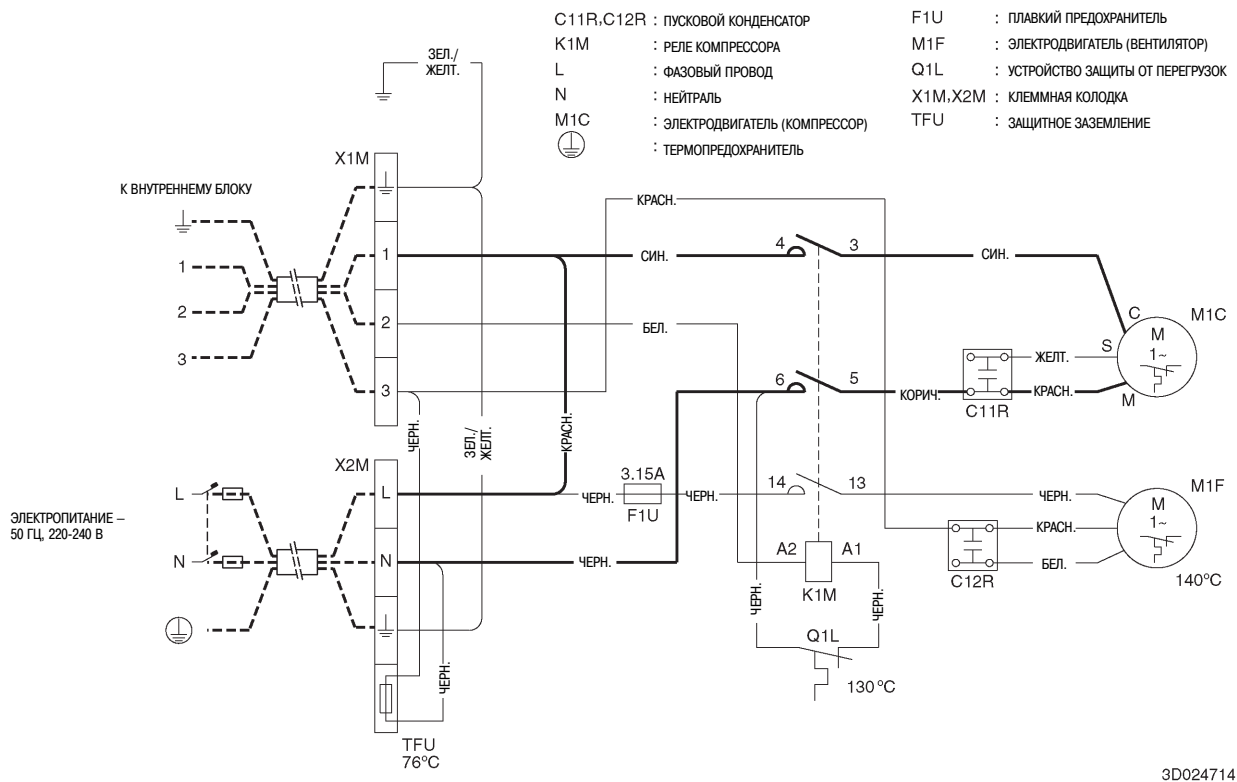 C11R,C12R : ПУСКОВОЙ КОНДЕНСАТОР
K1M : РЕЛЕ КОМПРЕССОРА
L : ФАЗОВЫЙ ПРОВОД
N : НЕЙТРАЛЬ
M1C : ЭЛЕКТРОДВИГАТЕЛЬ (КОМПРЕССОР)
: ТЕРМОПРЕДОХРАНИТЕЛЬ
F1U : ПЛАВКИЙ ПРЕДОХРАНИТЕЛЬ
M1F : ЭЛЕКТРОДВИГАТЕЛЬ (ВЕНТИЛЯТОР)
Q1L : УСТРОЙСТВО ЗАЩИТЫ ОТ ПЕРЕГРУЗОК
X1M,X2M : КЛЕММНАЯ КОЛОДКА
TFU : ЗАЩИТНОЕ ЗАЗЕМЛЕНИЕ
ЗЕЛ./
ЖЕЛТ.
X1M
К ВНУТРЕННЕМУ БЛОКУ
КРАСН.
1
2
3
1
2
3
СИН.
4
3
СИН.
БЕЛ.
C
S
M
M
1~
M1C
ЖЕЛТ.
6
5
КОРИЧ.
C11R
КРАСН.
ЧЕРН.
ЗЕЛ./
ЖЕЛТ.
КРАСН.
X2M
L
L
ЧЕРН.
3.15A
F1U
ЧЕРН.
14
13
ЧЕРН.
M1F
M
1~
КРАСН.
БЕЛ.
140°C
C12R
ЭЛЕКТРОПИТАНИЕ –
50 ГЦ, 220-240 В
N
N
ЧЕРН.
A2
A1
K1M
ЧЕРН.
ЧЕРН.
Q1L
130°C
ЧЕРН.
TFU
76°C
3D024714